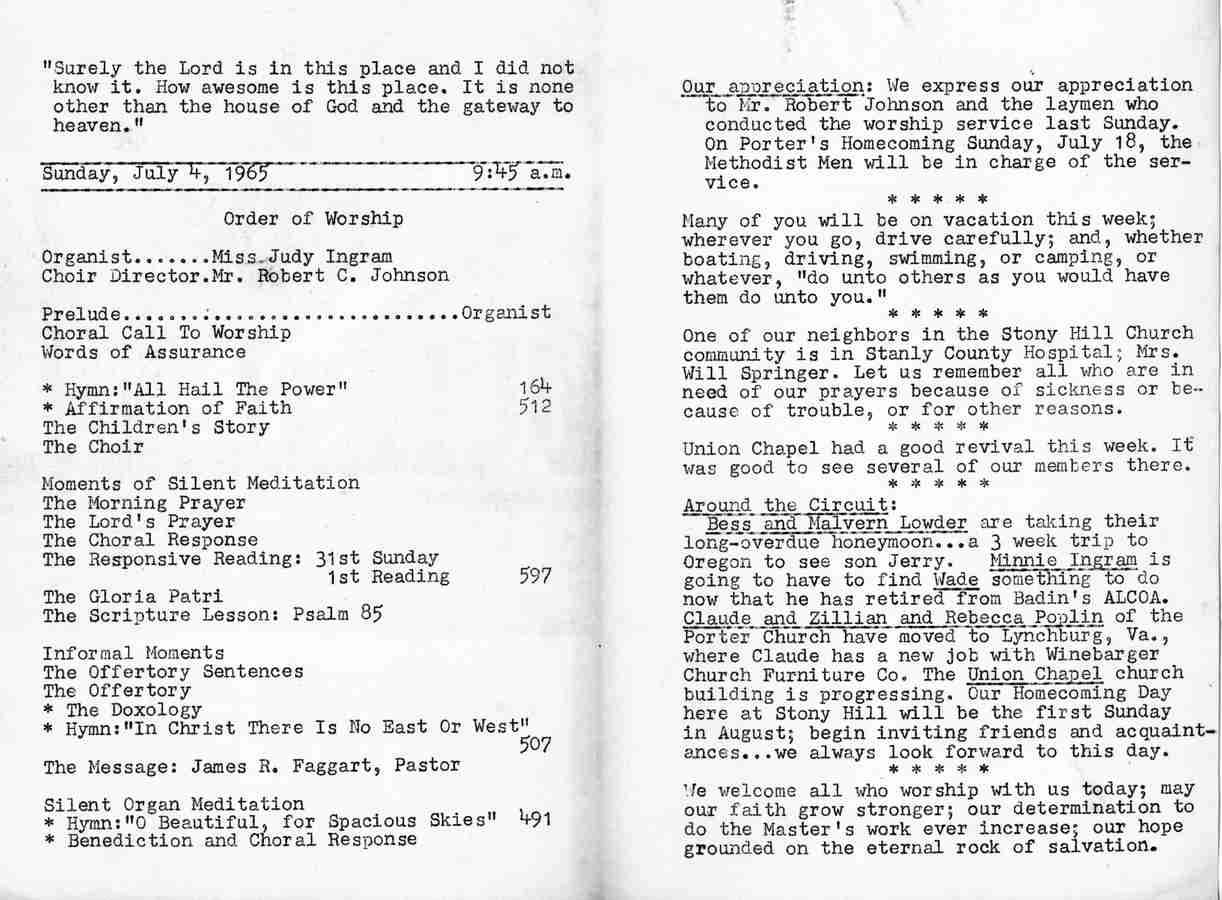 "Surely the Lord is in this place and I did not
know it. How awesome is this place. It is none
other than the house of God and the gateway to
heaven."
Sunday, July 4, 1965 9:45 a.m.
Order of Worship
Organist.......Miss Judy Ingram
Choir Director.Mr. Robert C. Johnson
Prelude..............................Organist
Choral Call To Worship
Words of Assurance
* Hymn:"All Hail The Power" 164
* Affirmation of Faith 512
The Children's Story
The Choir
Moments of Silent Meditation
The Morning Prayer
The Lord's Prayer
The Choral Response
The Responsive Reading: 31st Sunday
1st Reading 597
The Gloria Patri
The Scripture Lesson: Psalm 85
Informal Moments
The Offertory Sentences
The Offertory
* The Doxology
* Hymn:"In Christ There Is No East Or West"
507
The Message: James R. Faggart, Pastor
Silent Organ Meditation
* Hymn:"O Beautiful, for Spacious Skies" 491
* Benediction and Choral Response
Our appreciation: We express our appreciation
to Mr. Robert Johnson and the laymen who
conducted the worship service last Sunday.
On Porter's Homecoming Sunday, July 18, the
Methodist Men will be in charge of the ser-
vice.
* * * * *
Many of you will be on vacation this week;
wherever you go, drive carefully; and, whether
boating, driving, swimming, or camping, or
whatever, "do unto others as you would have
them do unto you."
* * * * *
One of our neighbors in the Stony Hill Church
community is in Stanly County Hospital; Mrs.
Will Springer. Let us remember all who are in
need of our prayers because of sickness or be-
cause of trouble, or for other reasons.
* * * * *
Union Chapel had a good revival this week. It
was good to see several of our members there.
* * * * *
Around the Circuit:
Bess and Malvern Lowder are taking their
long-overdue honeymoon...a 3 week trip to
Oregon to see son Jerry. Minnie Ingram is
going to have to find Wade something to do
now that he has retired from Badin's ALCOA.
Claude and Zillian and Rebecca Poplin of the
Porter Church have moved to Lynchburg, Va.,
where Claude has a new job with Winebarger
Church Furniture Co. The Union Chapel church
building is progressing. Our Homecoming Day
here at Stony Hill will be the first Sunday
in August; begin inviting friends and acquaint-
ances...we always look forward to this day.
* * * * *
We welcome all who worship with us today; may
our faith grow stronger; our determination to
do the Master's work ever increase; our hope
grounded on the eternal rock of salvation.